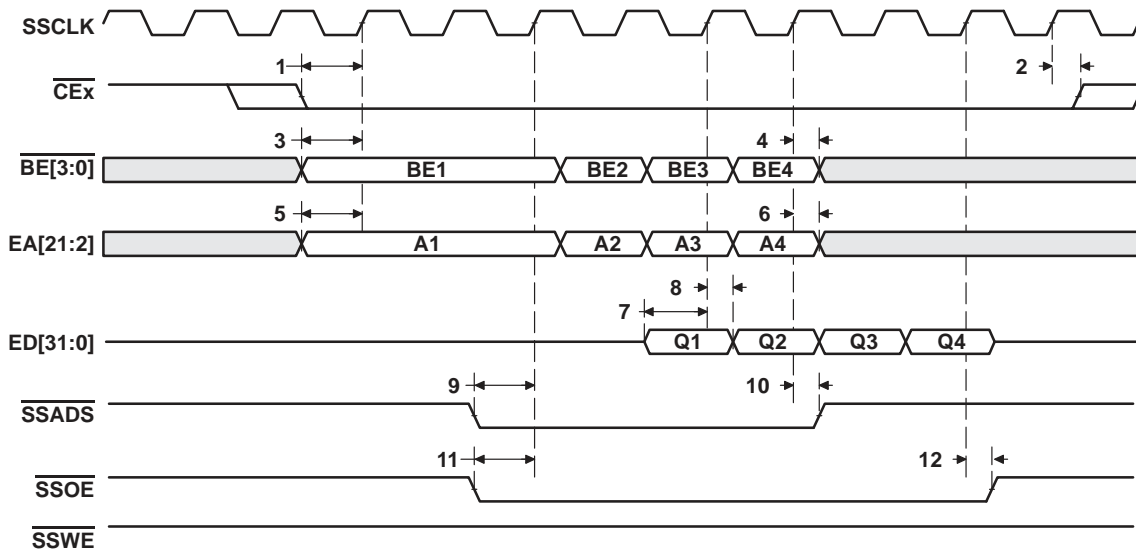 SSCLK
1
2
CEx
3
4
BE[3:0]
BE1
BE2
BE3
BE4
5
6
EA[21:2]
A1
A2
A3
A4
8
7
ED[31:0]
Q1
Q2
Q3
Q4
9
10
SSADS
11
12
SSOE
SSWE